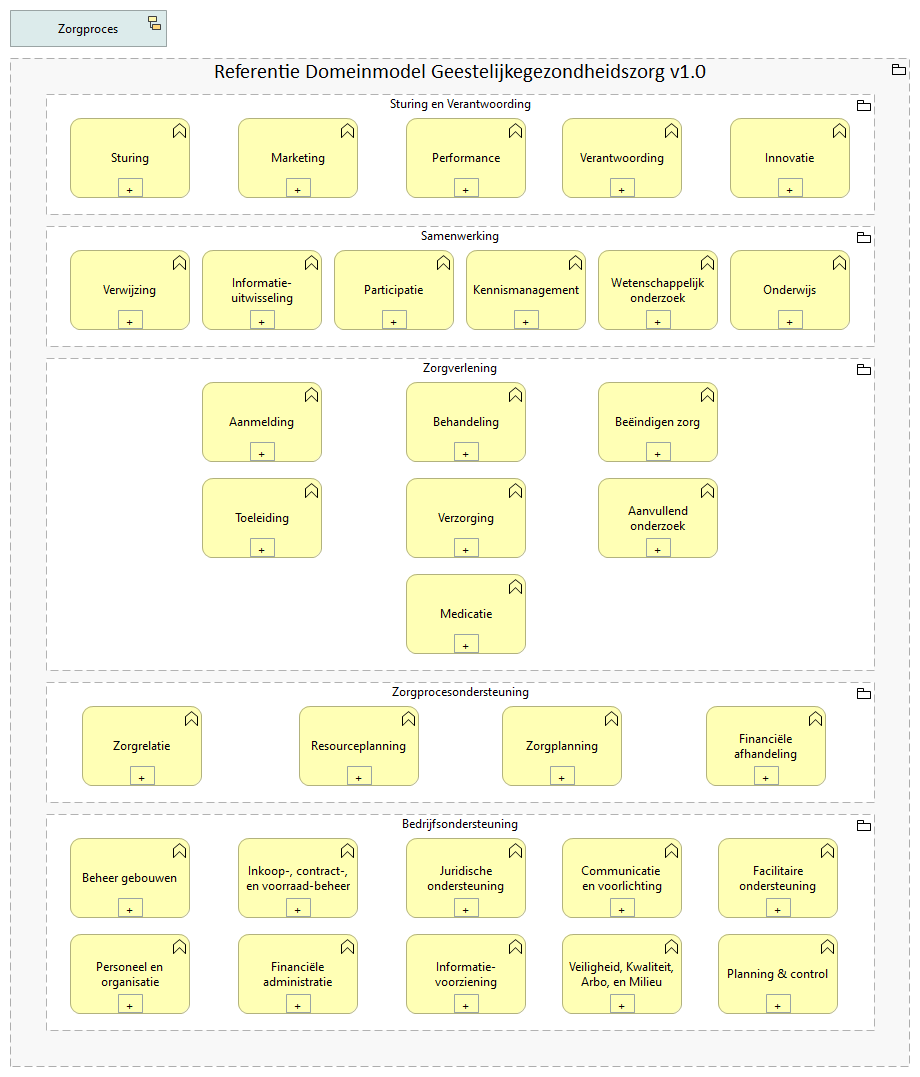 Zorgproces
Referentie Domeinmodel Geestelijkegezondheidszorg v1.0
Sturing en Verantwoording
Sturing
Marketing
Performance
Verantwoording
Innovatie
Samenwerking
Verwijzing
Informatie-
uitwisseling
Participatie
Kennismanagement
Wetenschappelijk
onderzoek
Onderwijs
Zorgverlening
Aanmelding
Behandeling
Beëindigen zorg
Toeleiding
Verzorging
Aanvullend
onderzoek
Medicatie
Zorgprocesondersteuning
Zorgrelatie
Resourceplanning
Zorgplanning
Financiële
afhandeling
Bedrijfsondersteuning
Beheer gebouwen
Inkoop-, contract-,
en voorraad-beheer
Juridische
ondersteuning
Communicatie
en voorlichting
Facilitaire
ondersteuning
Personeel en
organisatie
Financiële
administratie
Informatie-
voorziening
Veiligheid, Kwaliteit,
Arbo, en Milieu
Planning & control